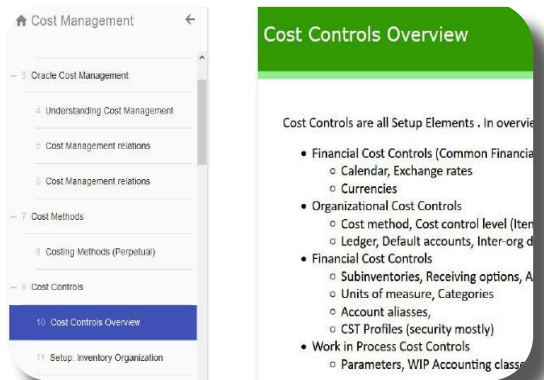 Cost Management
3 Oracle Cost Management
4 Understanding Cost Management
5 Cost Management relations
6 Cost Management relations
7 Cost Methods
8 Costing Methods (Perpetual)
9 Cost Controls
10 Cost Controls Overview
11 Setup: Inventory Organization
Cost Controls Overview
Cost Controls are all Setup Elements . In overvie
• Financial Cost Controls (Common Financia
Calendar, Exchange rates
Currencies
• Organizational Cost Controls
Cost method, Cost control level (Iten
Ledger, Default accounts, Inter-org d
• Financial Cost Controls
Subinventories, Receiving options, A
Units of measure, Categories
Account aliasses,
CST Profiles (security mostly)
• Work in Process Cost Controls
Parameters, WIP Accounting classe